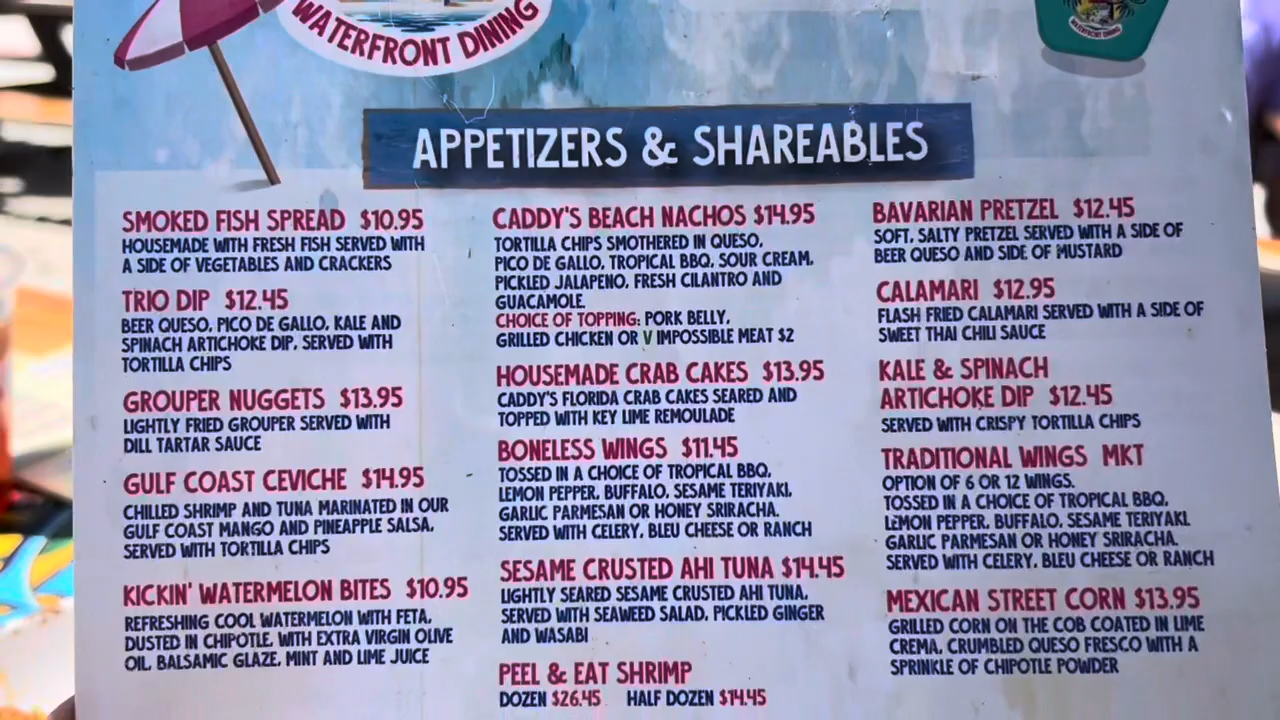 WATERFRONT DINING
WATERFRONT DINING
APPETIZERS & SHAREABLES
SMOKED FISH SPREAD $10.95
HOUSEMADE WITH FRESH FISH SERVED WITH
A SIDE OF VEGETABLES AND CRACKERS
TRIO DIP $12.45
BEER QUESO, PICO DE GALLO, KALE AND
SPINACH ARTICHOKE DIP, SERVED WITH
TORTILLA CHIPS
GROUPER NUGGETS $13.95
LIGHTLY FRIED GROUPER SERVED WITH
DILL TARTAR SAUCE
GULF COAST CEVICHE $14.95
CHILLED SHRIMP AND TUNA MARINATED IN OUR
GULF COAST MANGO AND PINEAPPLE SALSA,
SERVED WITH TORTILLA CHIPS
KICKIN' WATERMELON BITES $10.95
REFRESHING COOL WATERMELON WITH FETA,
DUSTED IN CHIPOTLE, WITH EXTRA VIRGIN OLIVE
OIL, BALSAMIC GLAZE, MINT AND LIME JUICE
CADDY'S BEACH NACHOS $14.95
TORTILLA CHIPS SMOTHERED IN QUESO,
PICO DE GALLO, TROPICAL BBQ, SOUR CREAM,
PICKLED JALAPENO, FRESH CILANTRO AND
GUACAMOLE.
CHOICE OF TOPPING: PORK BELLY,
GRILLED CHICKEN OR V IMPOSSIBLE MEAT $2
HOUSEMADE CRAB CAKES $13.95
CADDY'S FLORIDA CRAB CAKES SEARED AND
TOPPED WITH KEY LIME REMOULADE
BONELESS WINGS $11.45
TOSSED IN A CHOICE OF TROPICAL BBQ,
LEMON PEPPER, BUFFALO, SESAME TERIYAKI,
GARLIC PARMESAN OR HONEY SRIRACHA.
SERVED WITH CELERY, BLEU CHEESE OR RANCH
SESAME CRUSTED AHI TUNA $14.45
LIGHTLY SEARED SESAME CRUSTED AHI TUNA,
SERVED WITH SEAWEED SALAD, PICKLED GINGER
AND WASABI
PEEL & EAT SHRIMP
DOZEN $26.45 HALF DOZEN $14.45
BAVARIAN PRETZEL $12.45
SOFT, SALTY PRETZEL SERVED WITH A SIDE OF
BEER QUESO AND SIDE OF MUSTARD
CALAMARI $12.95
FLASH FRIED CALAMARI SERVED WITH A SIDE OF
SWEET THAI CHILI SAUCE
KALE & SPINACH
ARTICHOKE DIP $12.45
SERVED WITH CRISPY TORTILLA CHIPS
TRADITIONAL WINGS MKT
OPTION OF 6 OR 12 WINGS.
TOSSED IN A CHOICE OF TROPICAL BBQ,
LEMON PEPPER, BUFFALO, SESAME TERIYAKI,
GARLIC PARMESAN OR HONEY SRIRACHA.
SERVED WITH CELERY, BLEU CHEESE OR RANCH
MEXICAN STREET CORN $13.95
GRILLED CORN ON THE COB COATED IN LIME
CREMA, CRUMBLED QUESO FRESCO WITH A
SPRINKLE OF CHIPOTLE POWDER